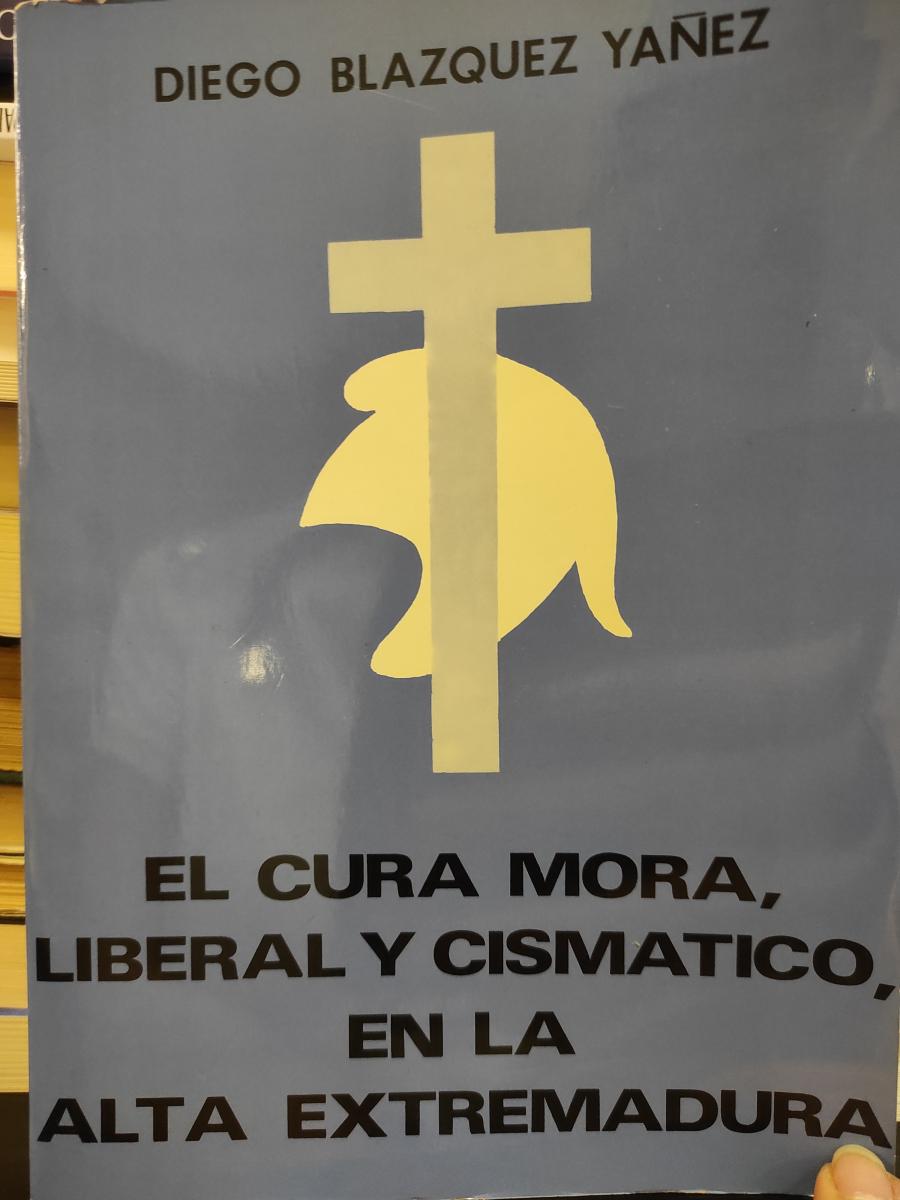 DIEGO BLAZQUEZ YAÑEZ
EL CURA MORA,
LIBERAL Y CISMATICO,
EN LA
ALTA EXTREMADURA